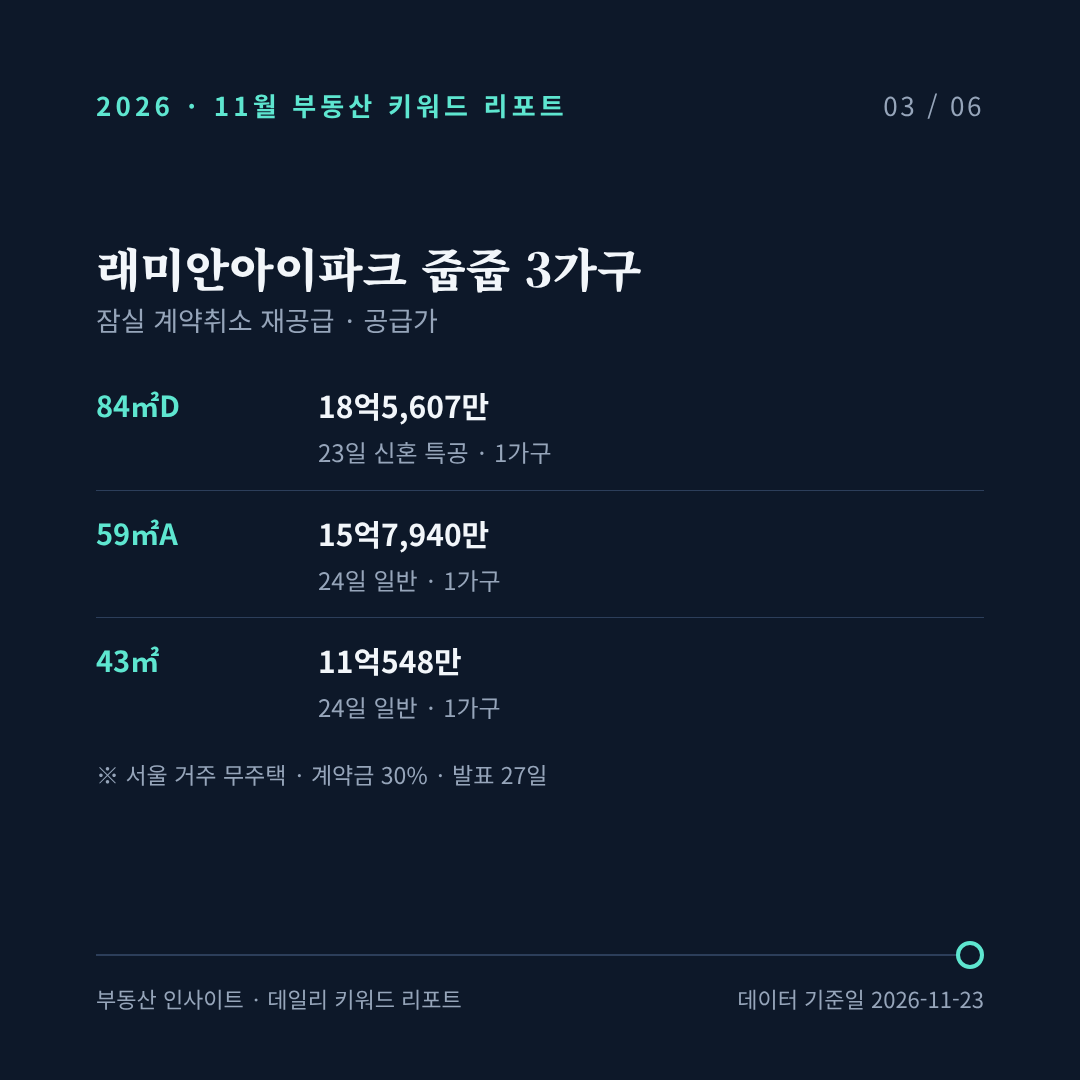 2026 · 11월 부동산 키워드 리포트
03 / 06
래미안아이파크 줍줍 3가구
잠실 계약취소 재공급 · 공급가
84㎡D
18억5,607만
23일 신혼 특공 · 1가구
59㎡A
15억7,940만
24일 일반 · 1가구
43㎡
11억548만
24일 일반 · 1가구
※ 서울 거주 무주택 · 계약금 30% · 발표 27일
부동산 인사이트 · 데일리 키워드 리포트
데이터 기준일 2026-11-23